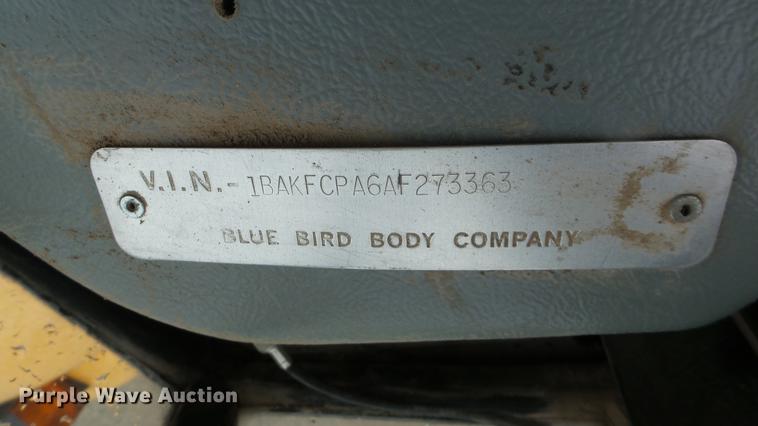 V.I.N.- 1BAKFCPA6AF273363
BLUE BIRD BODY COMPANY
Purple Wave Auction